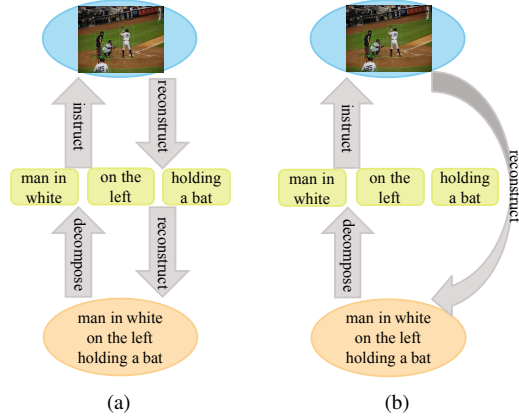 instruct
reconstruct
man in
white
on the
left
holding
a bat
decompose
reconstruct
man in white
on the left
holding a bat
(a)
instruct
reconstruct
man in
white
on the
left
holding
a bat
decompose
man in white
on the left
holding a bat
(b)